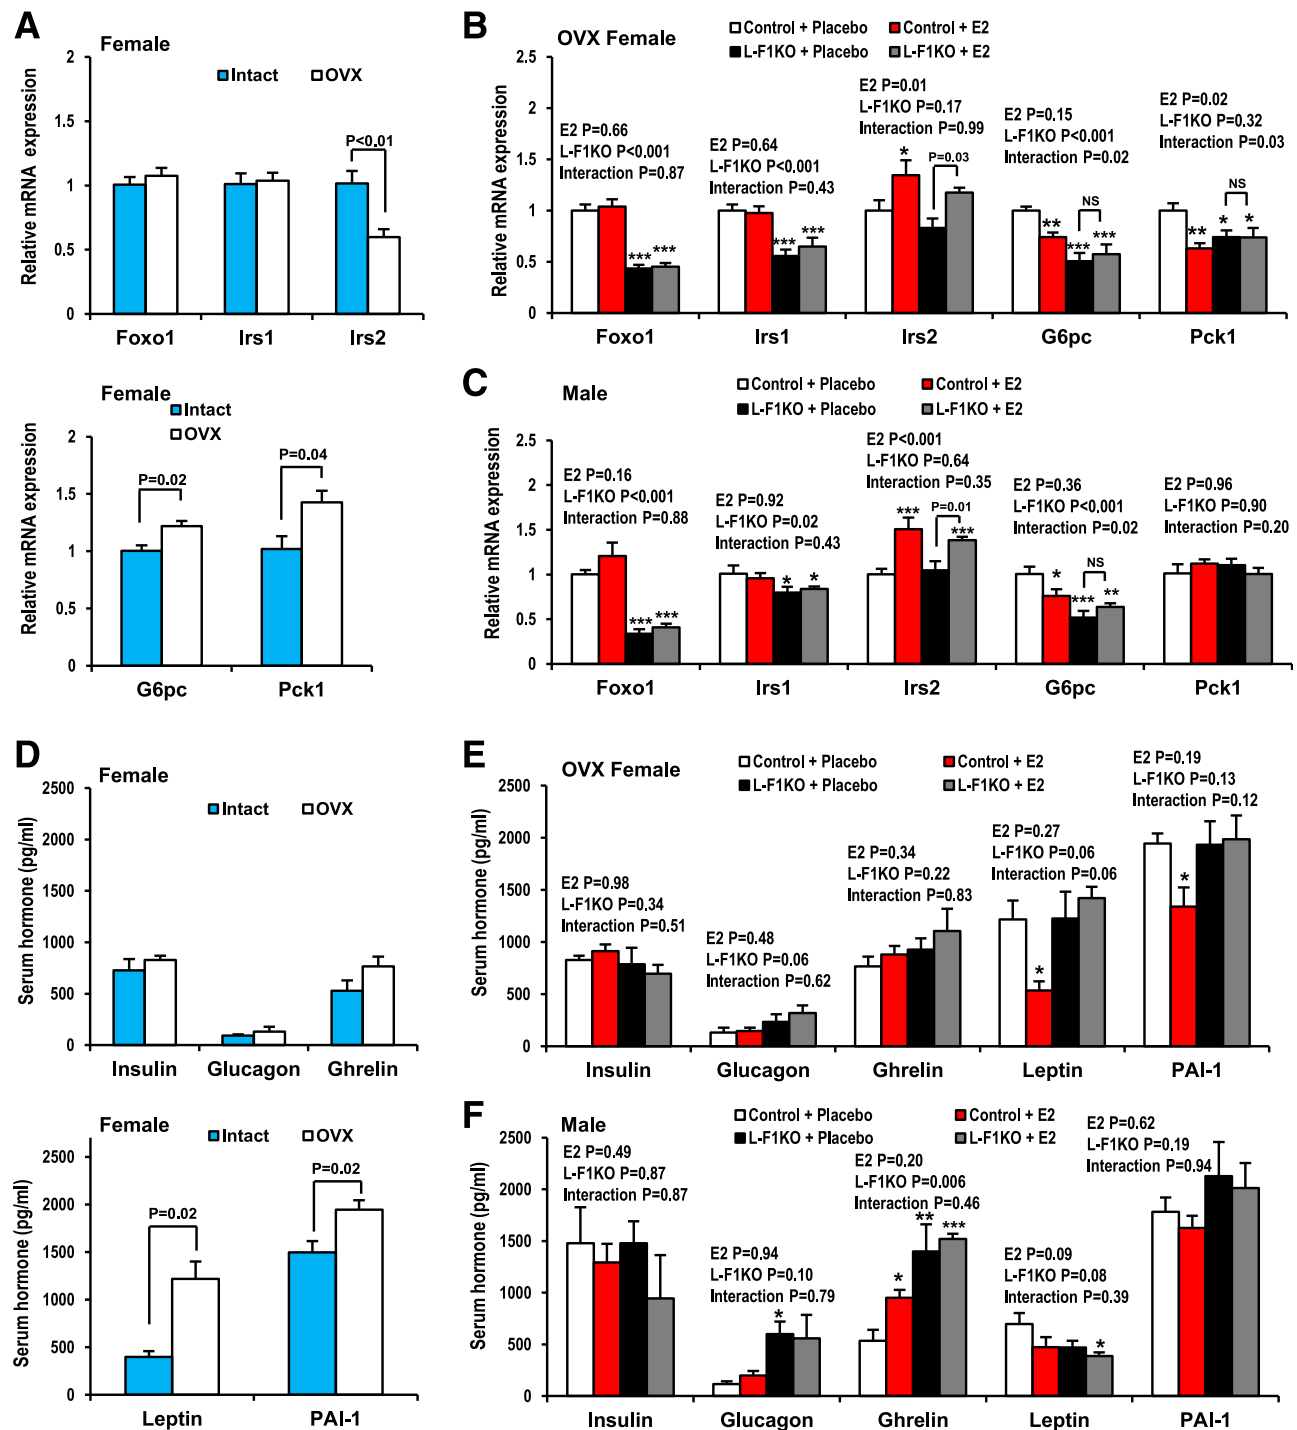 A
Female
Intact
OVX
Relative mRNA expression
2
1.5
1
0.5
0
P<0.01
Foxo1
Irs1
Irs2
Female
Intact
OVX
Relative mRNA expression
2
1.5
1
0.5
0
P=0.02
P=0.04
G6pc
Pck1
B
OVX Female
Control + Placebo
Control + E2
L-F1KO + Placebo
L-F1KO + E2
Relative mRNA expression
2.5
2
1.5
1
0.5
0
E2 P=0.66
L-F1KO P<0.001
Interaction P=0.87
*** ***
E2 P=0.64
L-F1KO P<0.001
Interaction P=0.43
*** ***
E2 P=0.01
L-F1KO P=0.17
Interaction P=0.99
*
P=0.03
E2 P=0.15
L-F1KO P<0.001
Interaction P=0.02
NS
** *** ***
E2 P=0.02
L-F1KO P=0.32
Interaction P=0.03
NS
** * *
Foxo1
Irs1
Irs2
G6pc
Pck1
C
Male
Control + Placebo
Control + E2
L-F1KO + Placebo
L-F1KO + E2
Relative mRNA expression
2.5
2
1.5
1
0.5
0
E2 P=0.16
L-F1KO P<0.001
Interaction P=0.88
*** ***
E2 P=0.92
L-F1KO P=0.02
Interaction P=0.43
* *
E2 P<0.001
L-F1KO P=0.64
Interaction P=0.35
*** P=0.01
***
E2 P=0.36
L-F1KO P<0.001
Interaction P=0.02
NS
* *** **
E2 P=0.96
L-F1KO P=0.90
Interaction P=0.20
Foxo1
Irs1
Irs2
G6pc
Pck1
D
Female
Intact
OVX
Serum hormone (pg/ml)
2500
2000
1500
1000
500
0
Insulin
Glucagon
Ghrelin
Female
Intact
OVX
Serum hormone (pg/ml)
2500
2000
1500
1000
500
0
P=0.02
P=0.02
Leptin
PAI-1
E
OVX Female
Control + Placebo
Control + E2
L-F1KO + Placebo
L-F1KO + E2
Serum hormone (pg/ml)
2500
2000
1500
1000
500
0
E2 P=0.98
L-F1KO P=0.34
Interaction P=0.51
E2 P=0.48
L-F1KO P=0.06
Interaction P=0.62
E2 P=0.34
L-F1KO P=0.22
Interaction P=0.83
E2 P=0.27
L-F1KO P=0.06
Interaction P=0.06
*
E2 P=0.19
L-F1KO P=0.13
Interaction P=0.12
*
Insulin
Glucagon
Ghrelin
Leptin
PAI-1
F
Male
Control + Placebo
Control + E2
L-F1KO + Placebo
L-F1KO + E2
Serum hormone (pg/ml)
2500
2000
1500
1000
500
0
E2 P=0.49
L-F1KO P=0.87
Interaction P=0.87
E2 P=0.94
L-F1KO P=0.10
Interaction P=0.79
*
E2 P=0.20
L-F1KO P=0.006
Interaction P=0.46
* ** ***
E2 P=0.09
L-F1KO P=0.08
Interaction P=0.39
*
E2 P=0.62
L-F1KO P=0.19
Interaction P=0.94
Insulin
Glucagon
Ghrelin
Leptin
PAI-1